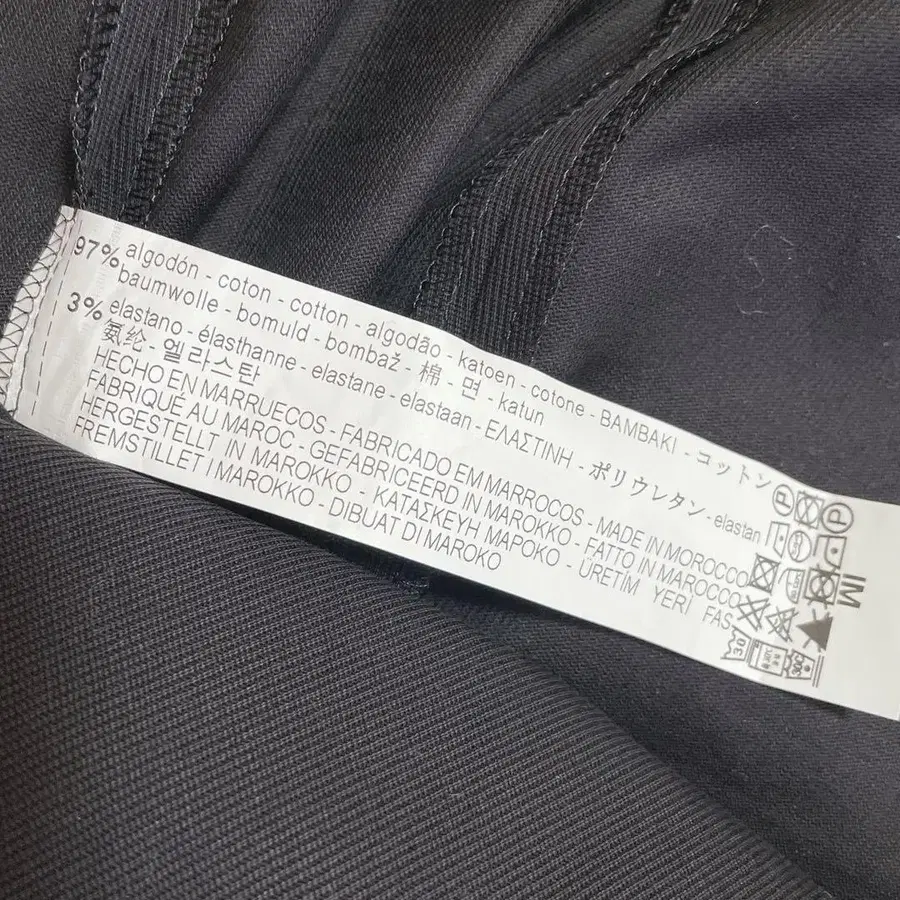 97% algodón - coton - cotton - algodão - katoen - cotone - BAMBAKI - コットン
baumwolle - bomuld - bombaž - 棉 - 면 - katun
3% elastano - élasthanne - elastane - elastaan - ΕΛΑΣΤΙΝΗ - ポリウレタン - elastan
氨纶 - 엘라스탄
HECHO EN MARRUECOS - FABRICADO EM MARROCOS - MADE IN MOROCCO
FABRIQUE AU MAROC - GEFABRICEERD IN MAROKKO - FATTO IN MAROCCO
HERGESTELLT IN MAROKKO - ΚΑΤΑΣΚΕΥΗ ΜΑΡΟΚΟ - ÜRETİM YERİ FAS
FREMSTILLET I MAROKKO - DIBUAT DI MAROKO
IM